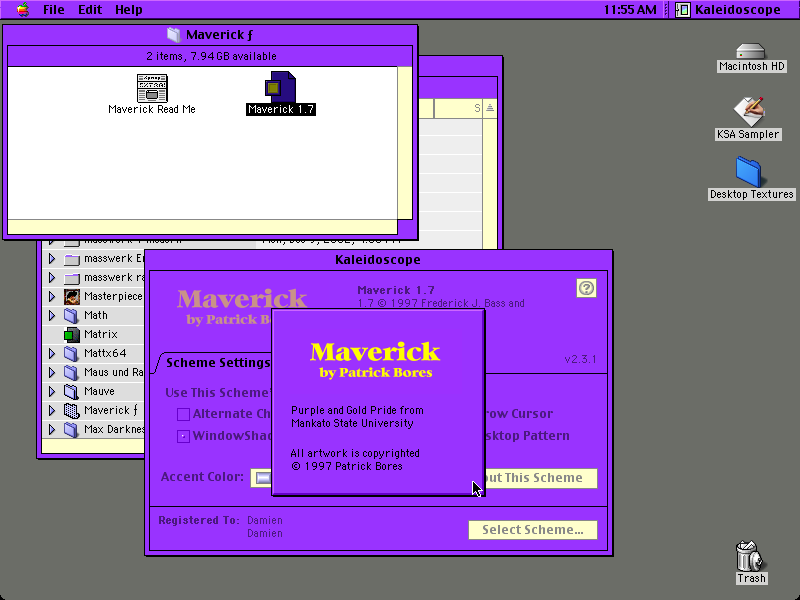 File Edit Help
11:55 AM
Kaleidoscope
Maverick ƒ
2 items, 7.94 GB available
Maverick Read Me
Maverick 1.7
S
Macintosh HD
KSA Sampler
Desktop Textures
masswerk
masswerk
Masterpiece
Math
Matrix
Mattx64
Maus und Ra
Mauve
Maverick ƒ
Max Darknes
Kaleidoscope
Maverick
by Patrick Bo
Maverick 1.7
1.7 © 1997 Frederick J. Bass and
Scheme Settings
v2.3.1
Use This Scheme'
Alternate Ch
row Cursor
WindowShad
sktop Pattern
Accent Color:
out This Scheme
Registered To: Damien
Damien
Select Scheme...
Maverick
by Patrick Bores
Purple and Gold Pride from
Mankato State University
All artwork is copyrighted
© 1997 Patrick Bores
Trash